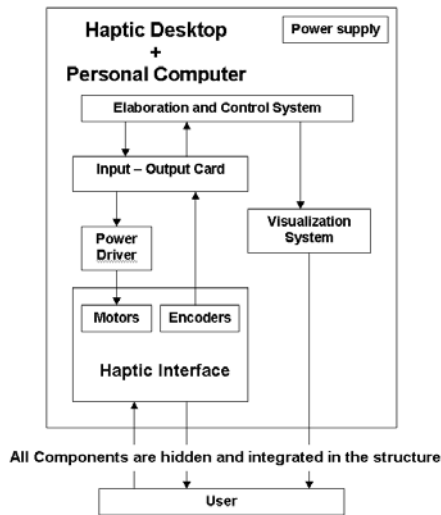 Haptic Desktop
+
Personal Computer
Power supply
Elaboration and Control System
Input – Output Card
Power
Driver
Visualization
System
Motors
Encoders
Haptic Interface
All Components are hidden and integrated in the structure
User